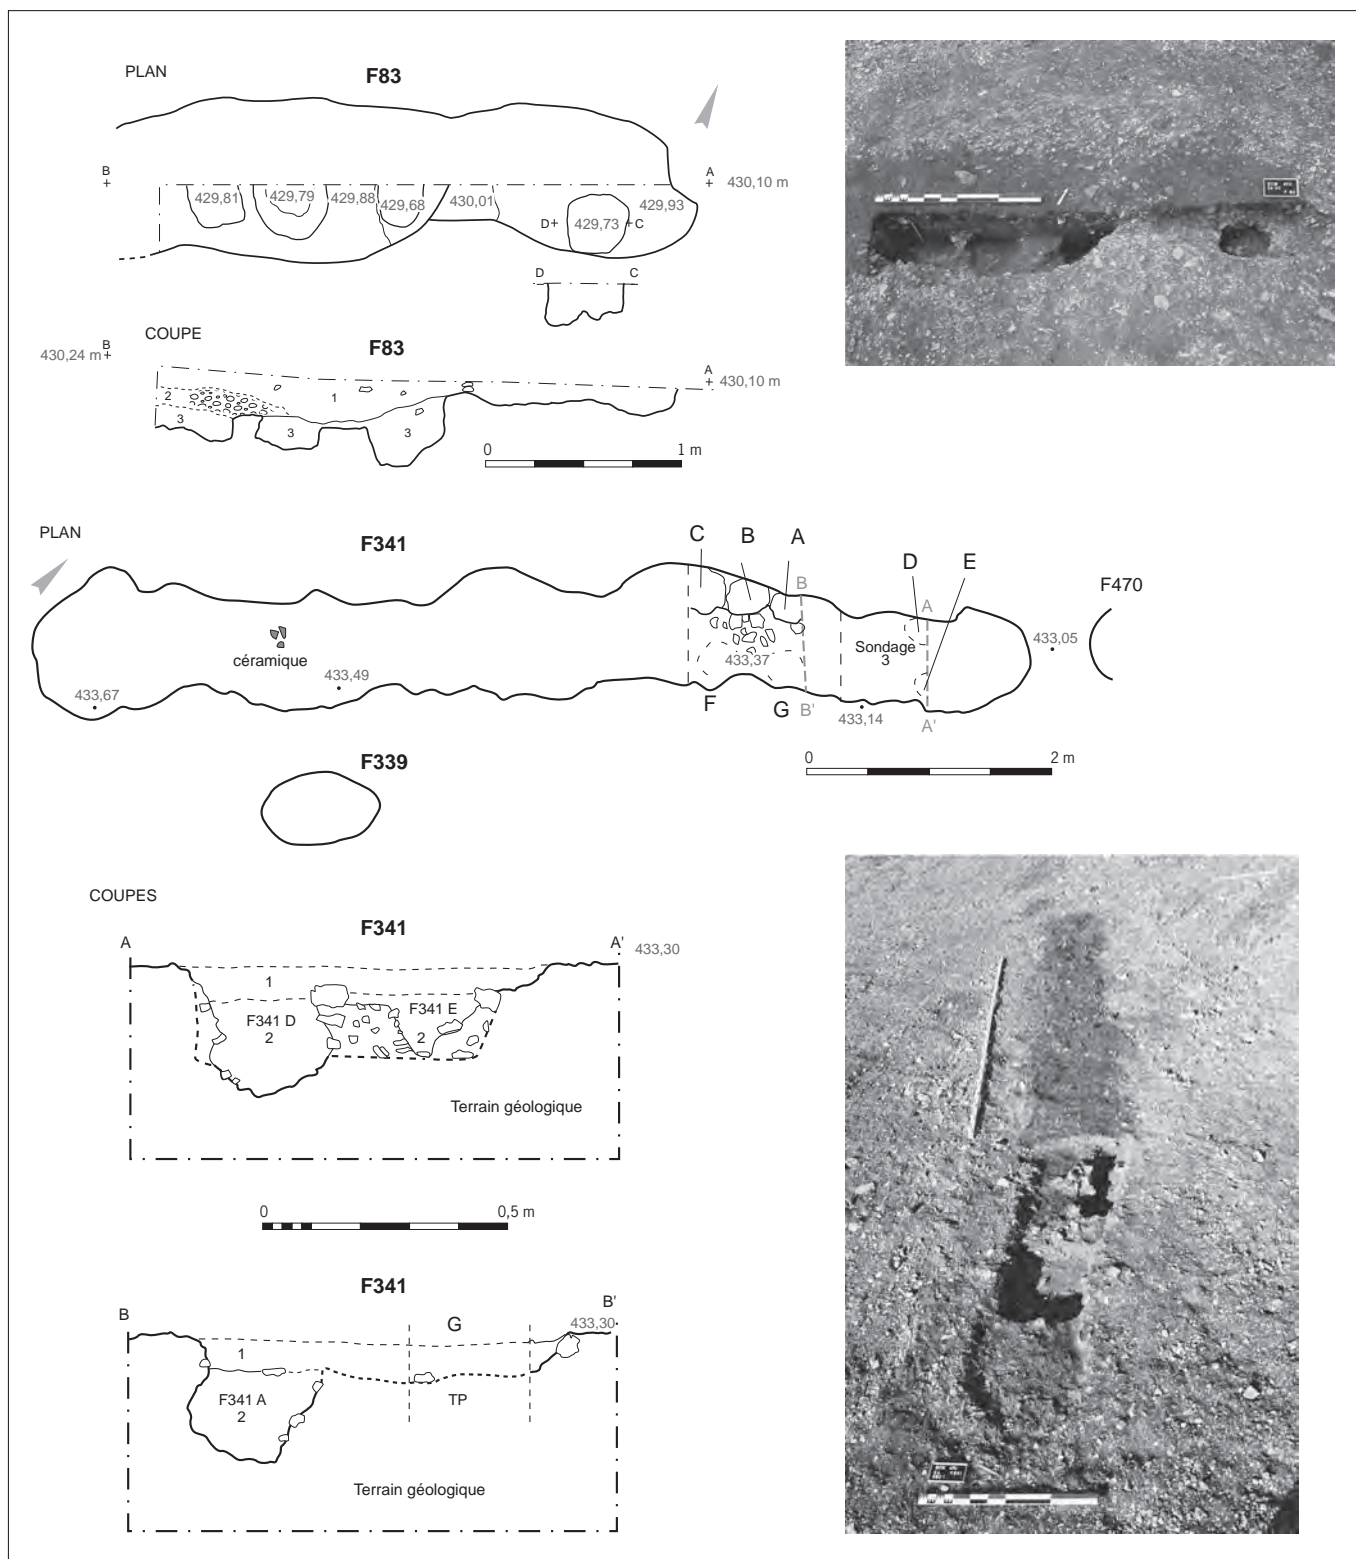 PLAN
F83
B
A
430,10 m
429,81
429,79
429,88
429,68
430,01
429,93
D
429,73
C
D
C
COUPE
F83
B
430,24 m
A
430,10 m
2
1
3
3
3
0
1 m
PLAN
F341
C
B
A
D
E
F470
B
A
céramique
433,49
433,67
433,37
Sondage
3
433,05
F
G
B'
433,14
A'
F339
0
2 m
COUPES
F341
A
A'
433,30
1
F341 D
2
F341 E
2
Terrain géologique
0
0,5 m
F341
B
B'
G
433,30
1
F341 A
2
TP
Terrain géologique